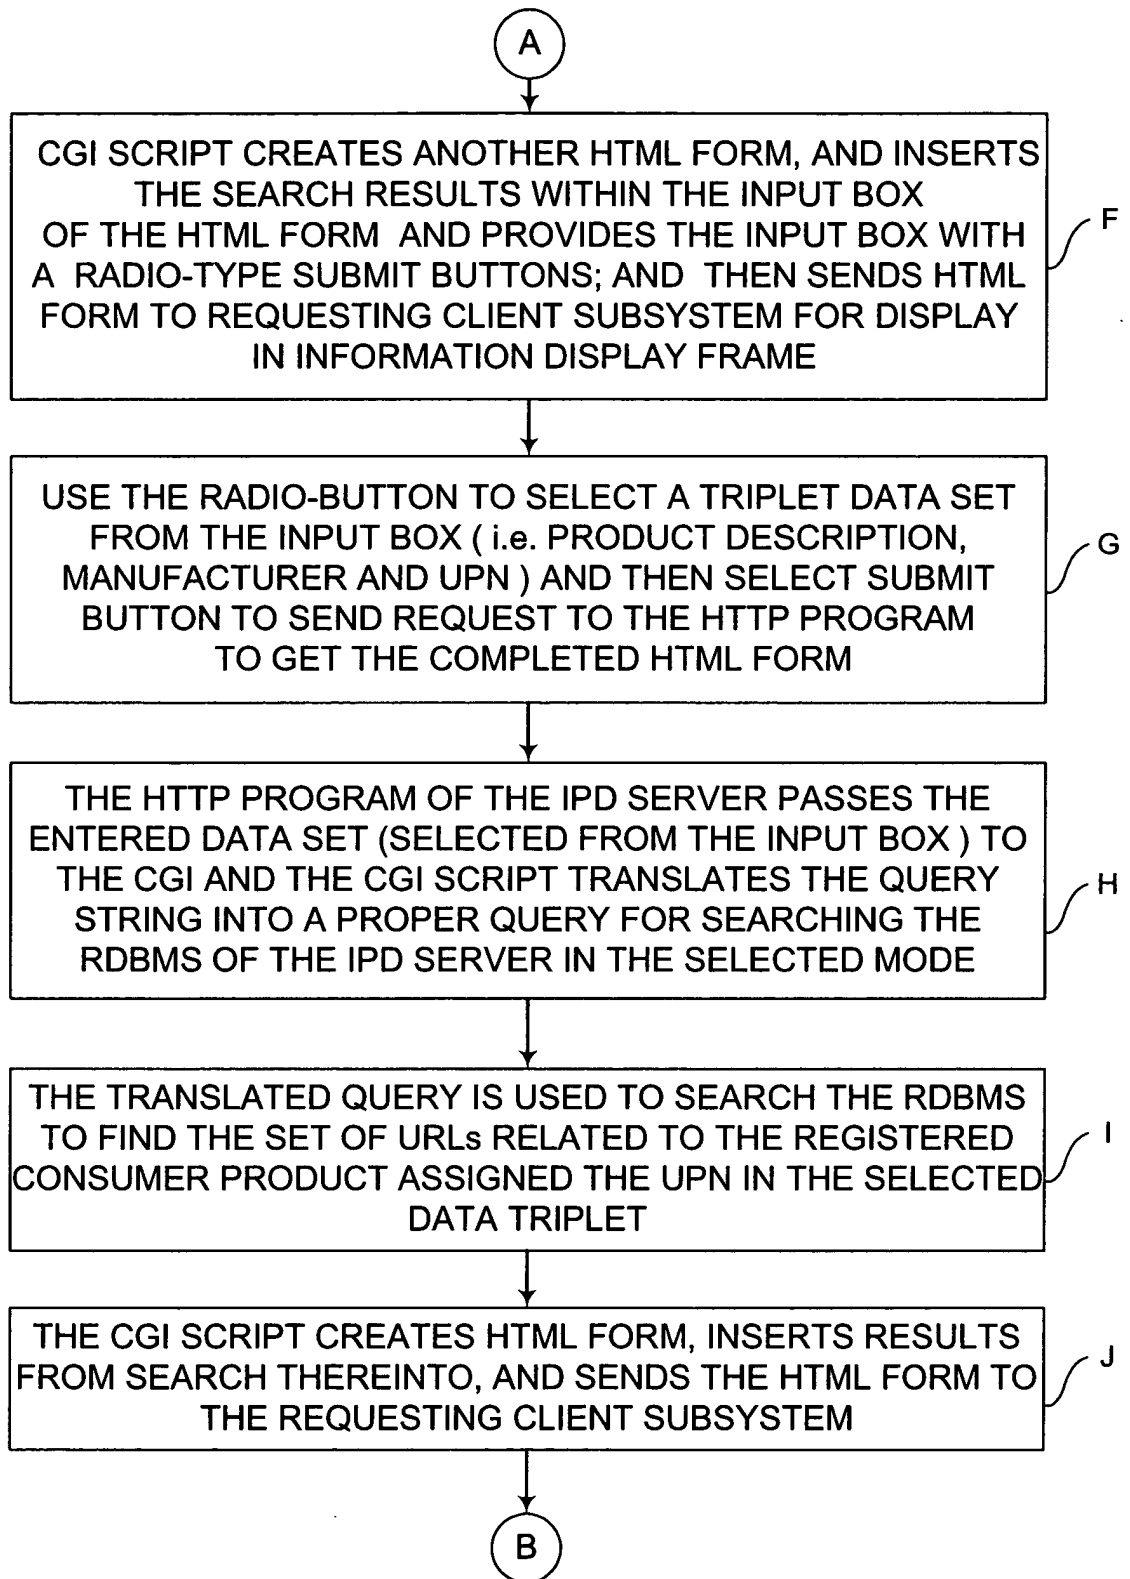 A
CGI SCRIPT CREATES ANOTHER HTML FORM, AND INSERTS
THE SEARCH RESULTS WITHIN THE INPUT BOX
OF THE HTML FORM AND PROVIDES THE INPUT BOX WITH
A RADIO-TYPE SUBMIT BUTTONS; AND THEN SENDS HTML
FORM TO REQUESTING CLIENT SUBSYSTEM FOR DISPLAY
IN INFORMATION DISPLAY FRAME
F
USE THE RADIO-BUTTON TO SELECT A TRIPLET DATA SET
FROM THE INPUT BOX ( i.e. PRODUCT DESCRIPTION,
MANUFACTURER AND UPN ) AND THEN SELECT SUBMIT
BUTTON TO SEND REQUEST TO THE HTTP PROGRAM
TO GET THE COMPLETED HTML FORM
G
THE HTTP PROGRAM OF THE IPD SERVER PASSES THE
ENTERED DATA SET (SELECTED FROM THE INPUT BOX ) TO
THE CGI AND THE CGI SCRIPT TRANSLATES THE QUERY
STRING INTO A PROPER QUERY FOR SEARCHING THE
RDBMS OF THE IPD SERVER IN THE SELECTED MODE
H
THE TRANSLATED QUERY IS USED TO SEARCH THE RDBMS
TO FIND THE SET OF URLs RELATED TO THE REGISTERED
CONSUMER PRODUCT ASSIGNED THE UPN IN THE SELECTED
DATA TRIPLET
I
THE CGI SCRIPT CREATES HTML FORM, INSERTS RESULTS
FROM SEARCH THEREINTO, AND SENDS THE HTML FORM TO
THE REQUESTING CLIENT SUBSYSTEM
J
B